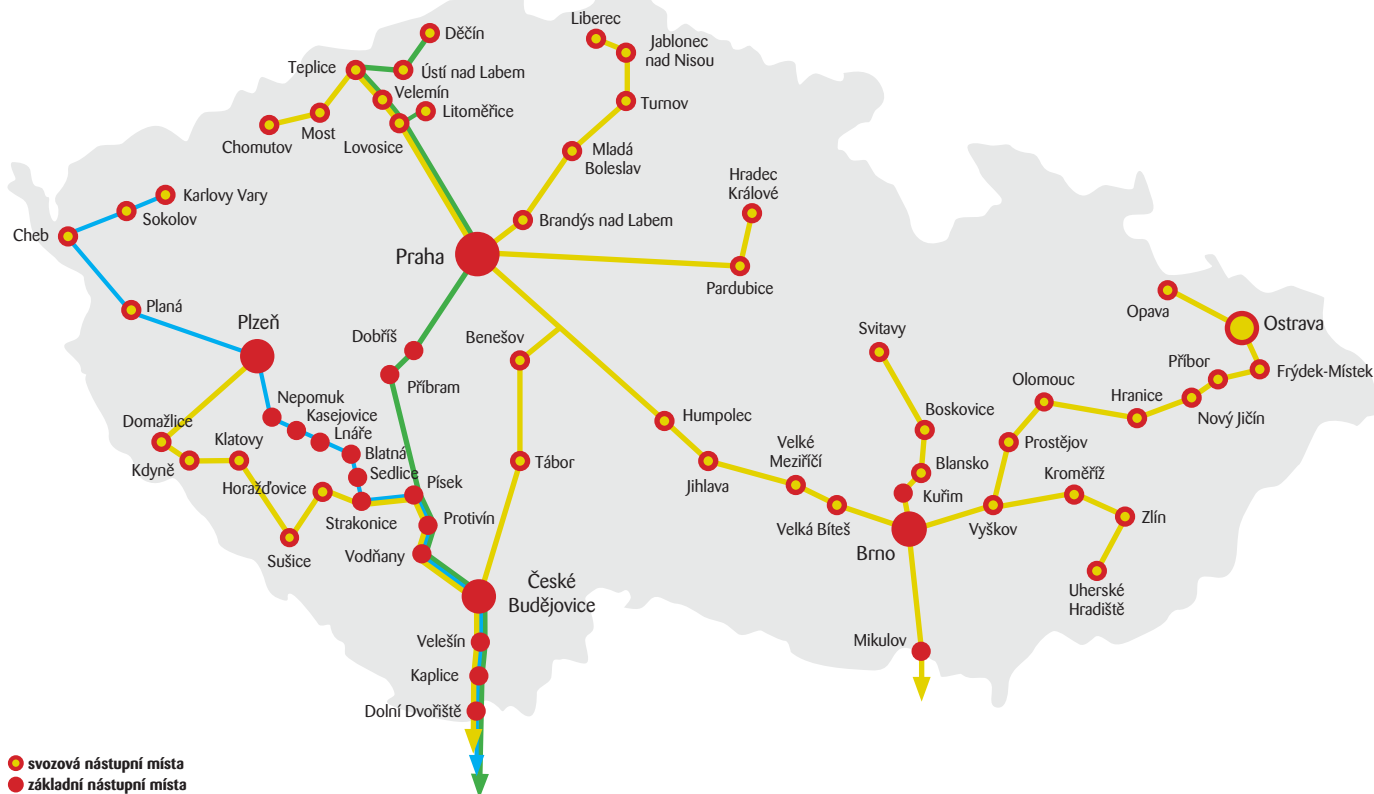 Liberec
Děčín
Jablonec
nad Nisou
Teplice
Ústí nad Labem
Velemín
Litoměřice
Turnov
Most
Chomutov
Lovosice
Mladá
Boleslav
Hradec
Králové
Karlovy Vary
Sokolov
Cheb
Brandýs nad Labem
Praha
Pardubice
Planá
Opava
Plzeň
Ostrava
Dobříš
Benešov
Svitavy
Příbor
Frýdek-Místek
Příbram
Olomouc
Hranice
Nový Jičín
Nepomuk
Kasejovice
Domažlice
Klatovy
Lnáře
Humpolec
Boskovice
Prostějov
Blatná
Kdyně
Sedlice
Tábor
Velké
Meziříčí
Blansko
Kroměříž
Horažďovice
Písek
Jihlava
Kuřim
Strakonice
Protivín
Velká Bíteš
Vyškov
Zlín
Sušice
Vodňany
Brno
České
Budějovice
Uherské
Hradiště
Velešín
Mikulov
Kaplice
Dolní Dvořiště
svozová nástupní místa
základní nástupní místa